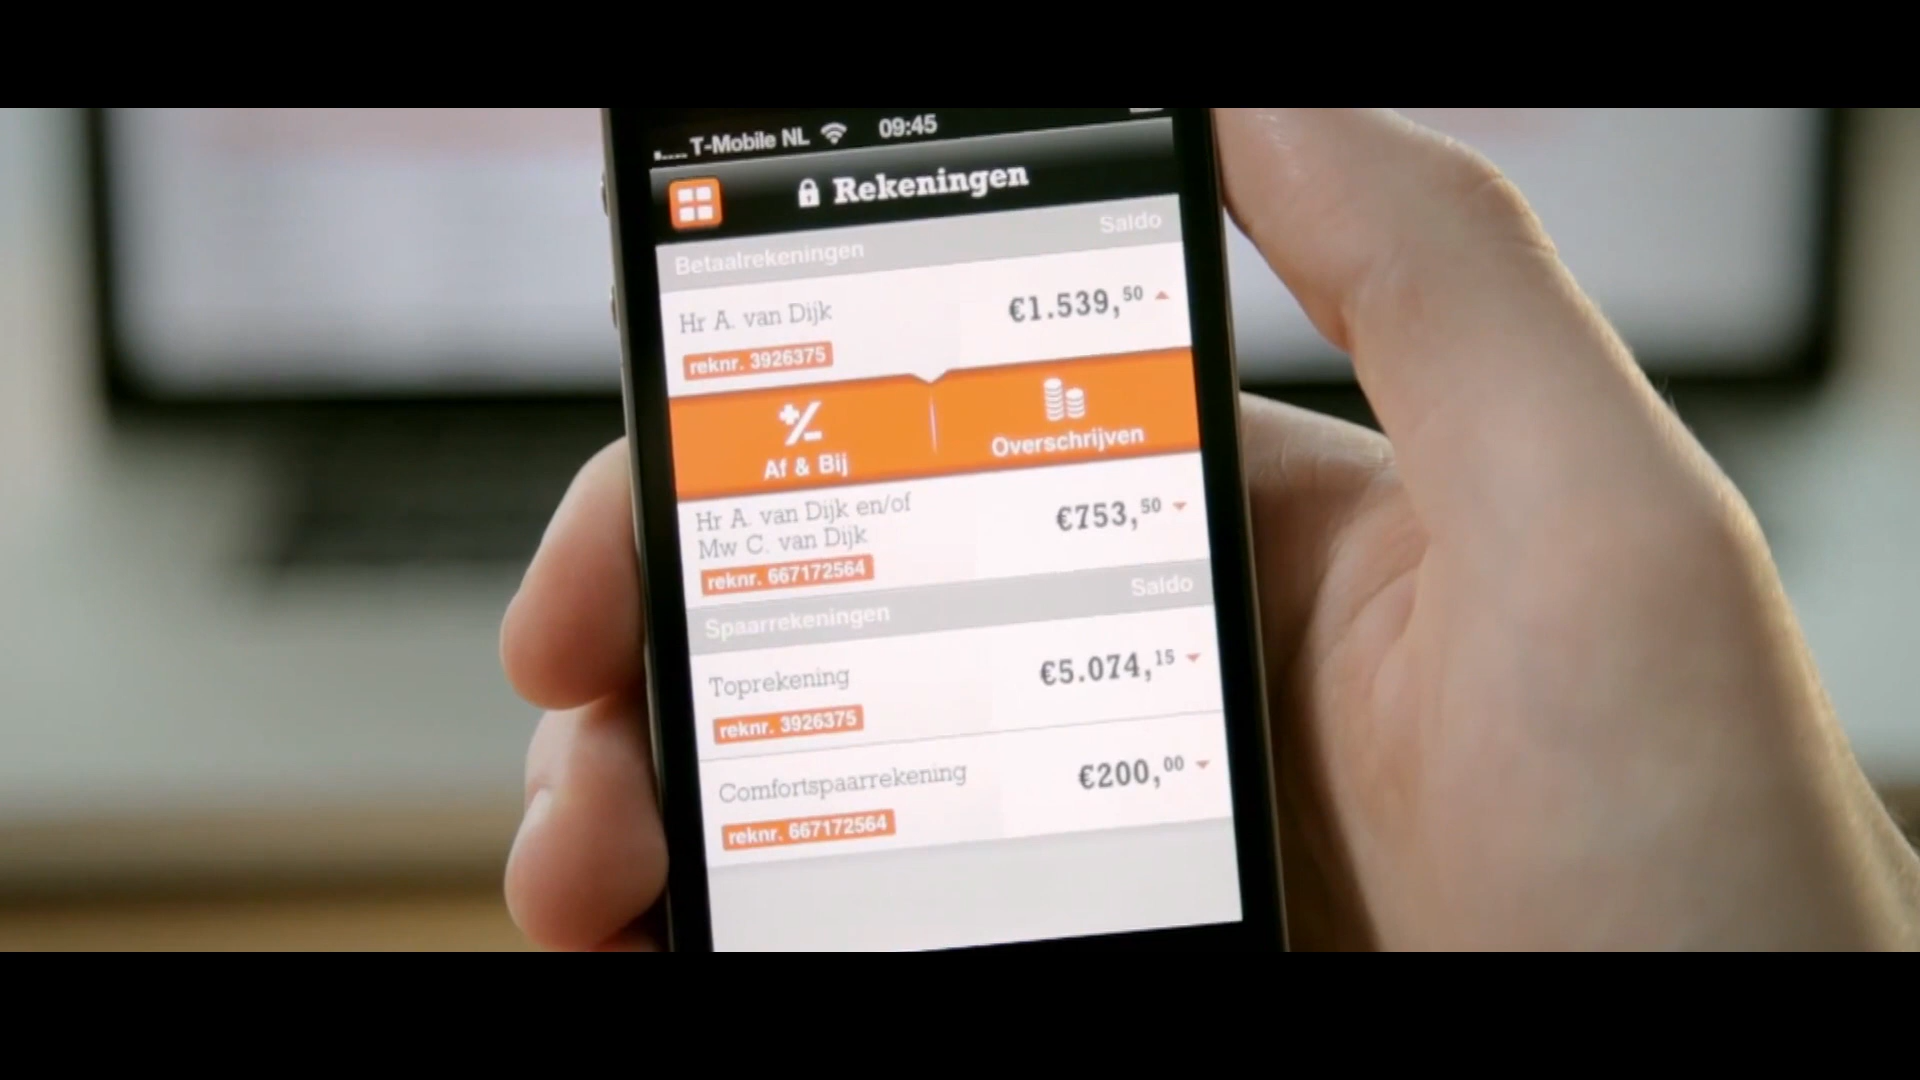 T-Mobile NL 09:45
Rekeningen
Betaalrekeningen Saldo
Hr A. van Dijk €1.539,50
reknr. 3926375
Af & Bij Overschrijven
Hr A. van Dijk en/of €753,50
Mw C. van Dijk
reknr. 667172564
Spaarrekeningen Saldo
Toprekening €5.074,15
reknr. 3926375
Comfortspaarrekening €200,00
reknr. 667172564